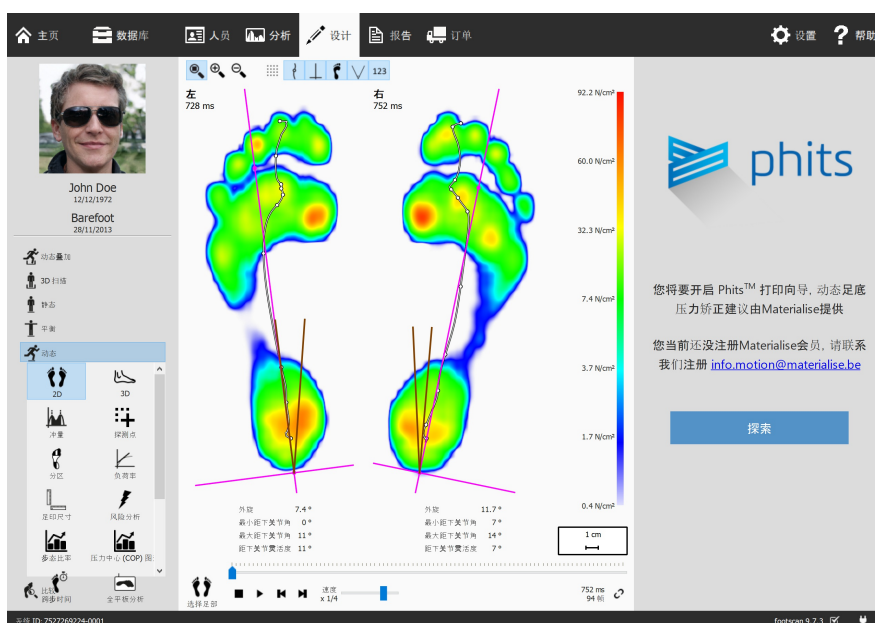 主页
数据库
人员
分析
设计
报告
订单
设置
帮助
123
左
728 ms
右
752 ms
92.2 N/cm²
60.0 N/cm²
32.3 N/cm²
7.4 N/cm²
3.7 N/cm²
1.7 N/cm²
0.4 N/cm²
John Doe
12/12/1972
Barefoot
28/11/2013
动态叠加
3D 扫描
静态
平衡
动态
2D
3D
冲量
探测点
分区
负荷率
足印尺寸
风险分析
多态比率
压力中心 (COP) 图
比较
跨步时间
全平板分析
外旋 7.4 °
最小距下关节角 0 °
最大距下关节角 11 °
距下关节灵活度 11 °
外旋 11.7 °
最小距下关节角 7 °
最大距下关节角 14 °
距下关节灵活度 7 °
1 cm
选择足部
速度
x 1/4
752 ms
94 帧
phits
您将要开启 Phits™ 打印向导, 动态足底
压力矫正建议由Materialise提供
您当前还没注册Materialise会员, 请联系
我们注册 info.motion@materialise.be
探索
系统 ID: 7527269224-0001
fontscan 9.7.3